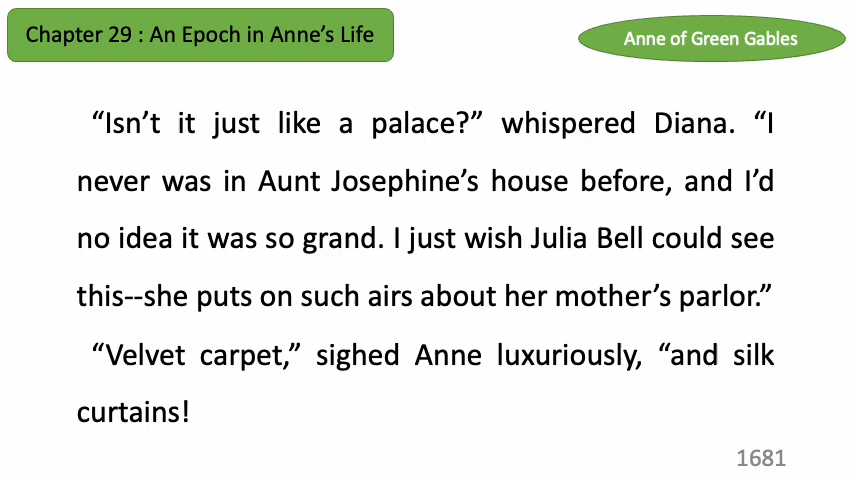 Chapter 29 : An Epoch in Anne’s Life
Anne of Green Gables
“Isn’t it just like a palace?” whispered Diana. “I
never was in Aunt Josephine’s house before, and I’d
no idea it was so grand. I just wish Julia Bell could see
this--she puts on such airs about her mother’s parlor.”
“Velvet carpet,” sighed Anne luxuriously, “and silk
curtains!
1681